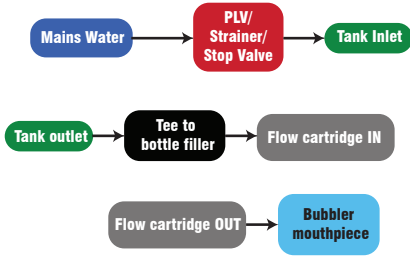 Mains Water
PLV/
Strainer/
Stop Valve
Tank Inlet
Tank outlet
Tee to
bottle filler
Flow cartridge IN
Flow cartridge OUT
Bubbler
mouthpiece